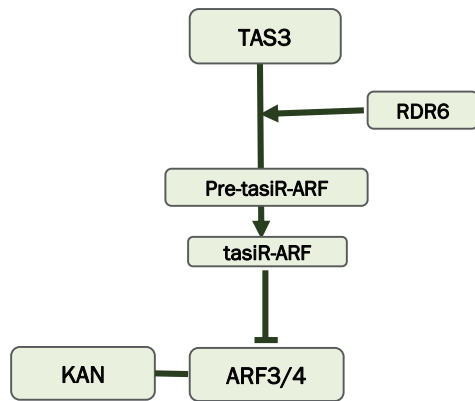 TAS3
RDR6
Pre-tasiR-ARF
tasiR-ARF
KAN
ARF3/4